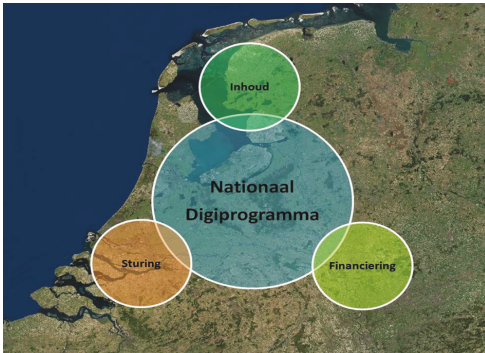 Inhoud
Nationaal
Digiprogramma
Sturing
Financiering